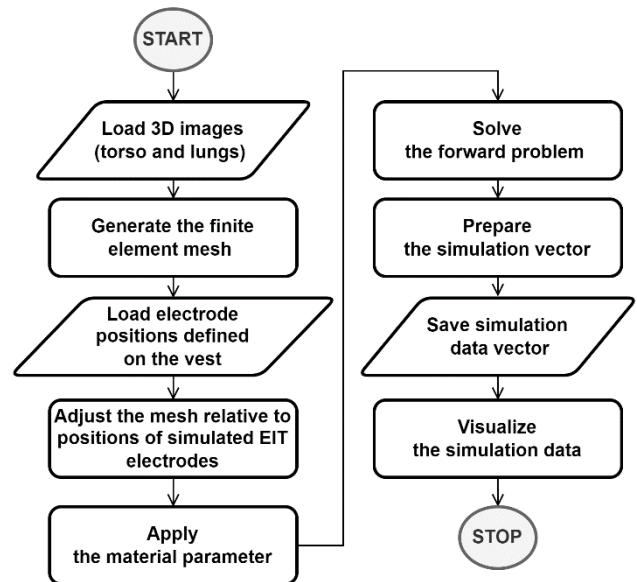 START
Load 3D images
(torso and lungs)
Generate the finite
element mesh
Load electrode
positions defined
on the vest
Adjust the mesh relative to
positions of simulated EIT
electrodes
Apply
the material parameter
Solve
the forward problem
Prepare
the simulation vector
Save simulation
data vector
Visualize
the simulation data
STOP